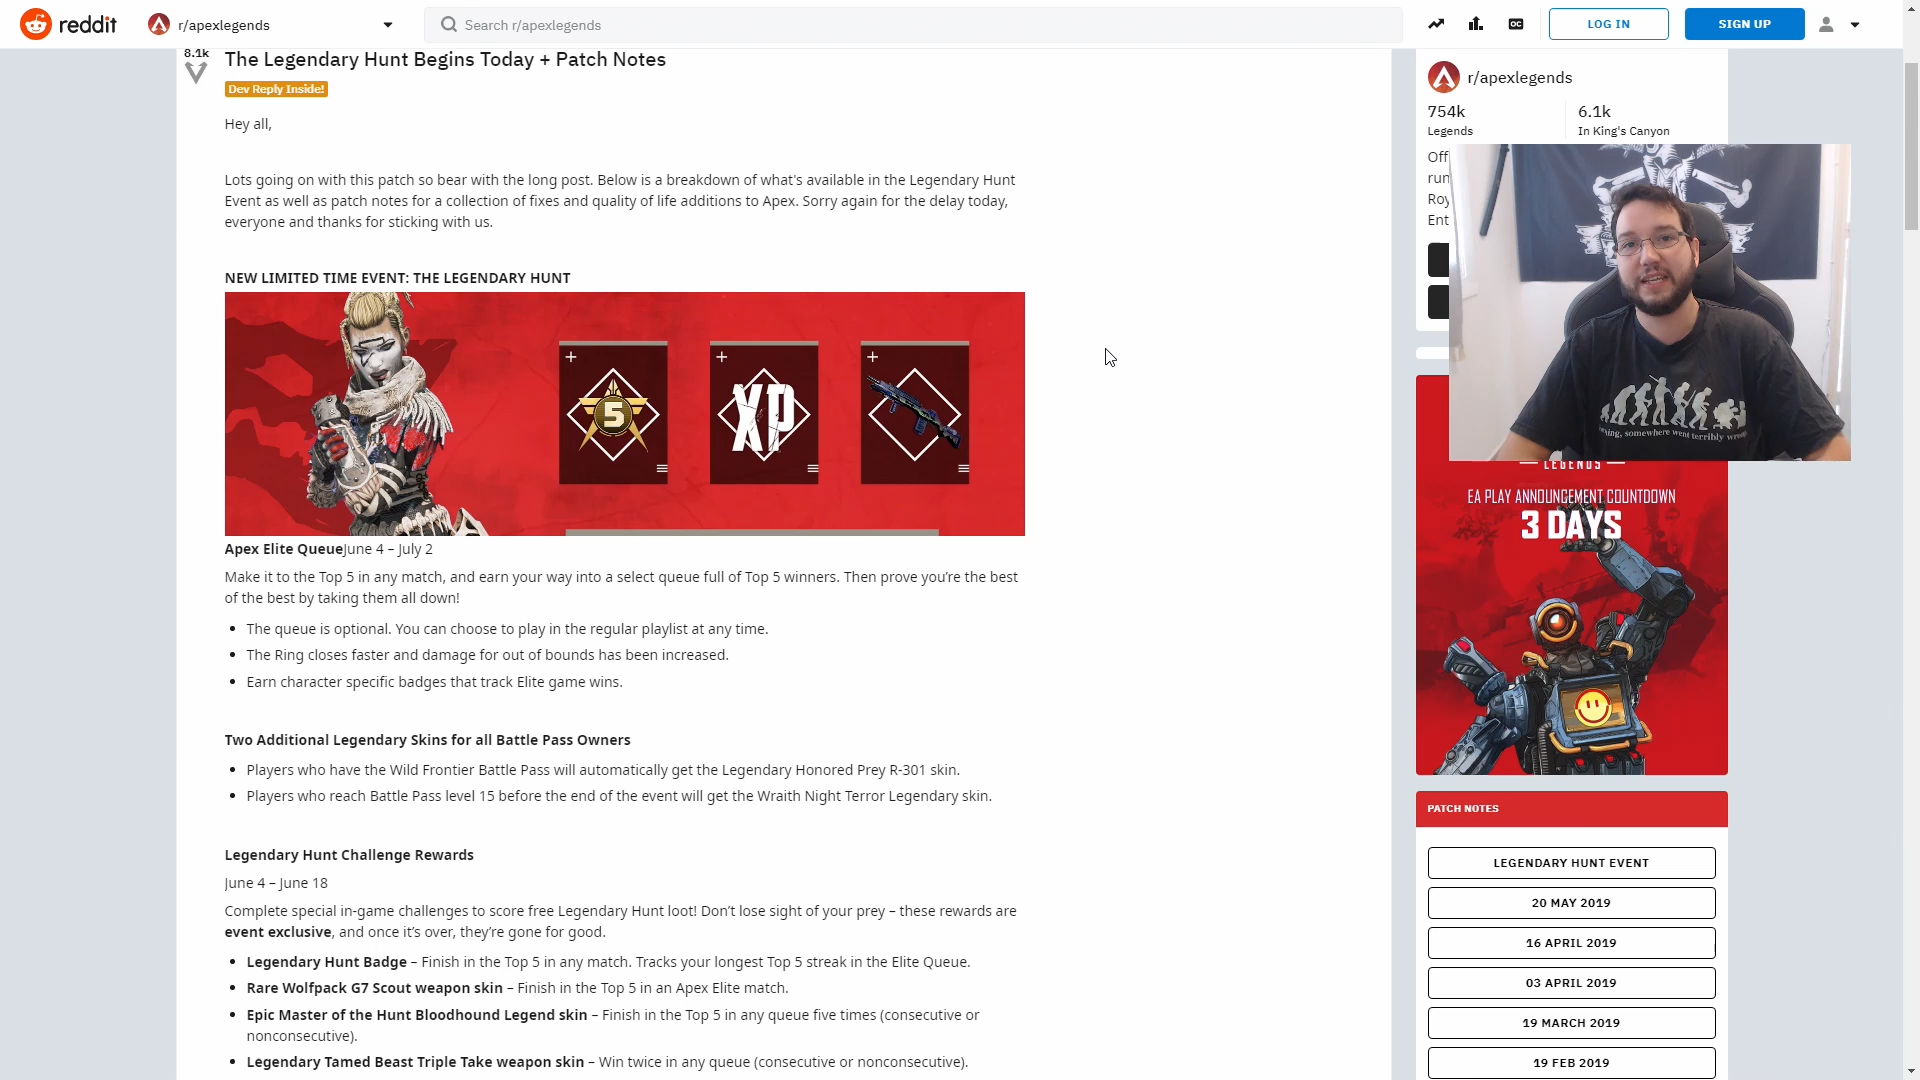 reddit
r/apexlegends
Search r/apexlegends
LOG IN
SIGN UP
8.1k
The Legendary Hunt Begins Today + Patch Notes
Dev Reply Inside!
Hey all,
Lots going on with this patch so bear with the long post. Below is a breakdown of what's available in the Legendary Hunt
Event as well as patch notes for a collection of fixes and quality of life additions to Apex. Sorry again for the delay today,
everyone and thanks for sticking with us.
NEW LIMITED TIME EVENT: THE LEGENDARY HUNT
5
XP
Apex Elite QueueJune 4 – July 2
Make it to the Top 5 in any match, and earn your way into a select queue full of Top 5 winners. Then prove you’re the best
of the best by taking them all down!
• The queue is optional. You can choose to play in the regular playlist at any time.
• The Ring closes faster and damage for out of bounds has been increased.
• Earn character specific badges that track Elite game wins.
Two Additional Legendary Skins for all Battle Pass Owners
• Players who have the Wild Frontier Battle Pass will automatically get the Legendary Honored Prey R-301 skin.
• Players who reach Battle Pass level 15 before the end of the event will get the Wraith Night Terror Legendary skin.
Legendary Hunt Challenge Rewards
June 4 – June 18
Complete special in-game challenges to score free Legendary Hunt loot! Don’t lose sight of your prey – these rewards are
event exclusive, and once it’s over, they’re gone for good.
• Legendary Hunt Badge – Finish in the Top 5 in any match. Tracks your longest Top 5 streak in the Elite Queue.
• Rare Wolfpack G7 Scout weapon skin – Finish in the Top 5 in an Apex Elite match.
• Epic Master of the Hunt Bloodhound Legend skin – Finish in the Top 5 in any queue five times (consecutive or
nonconsecutive).
• Legendary Tamed Beast Triple Take weapon skin – Win twice in any queue (consecutive or nonconsecutive).
r/apexlegends
754k
Legends
6.1k
In King's Canyon
Off
run
Roy
Ent
somewhere went terribly
LEGENDS
EA PLAY ANNOUNCEMENT COUNTDOWN
3 DAYS
PATCH NOTES
LEGENDARY HUNT EVENT
20 MAY 2019
16 APRIL 2019
03 APRIL 2019
19 MARCH 2019
19 FEB 2019